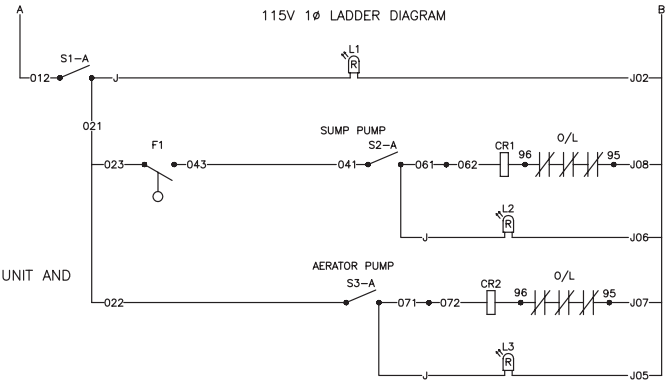 A 115V 1ø LADDER DIAGRAM B
S1-A L1
R
012 J J02
021
SUMP PUMP
F1 S2-A CR1 O/L
96 95
023 043 041 061 062 J08
L2
R
J J06
UNIT AND
AERATOR PUMP
S3-A CR2 O/L
96 95
022 071 072 J07
L3
R
J J05